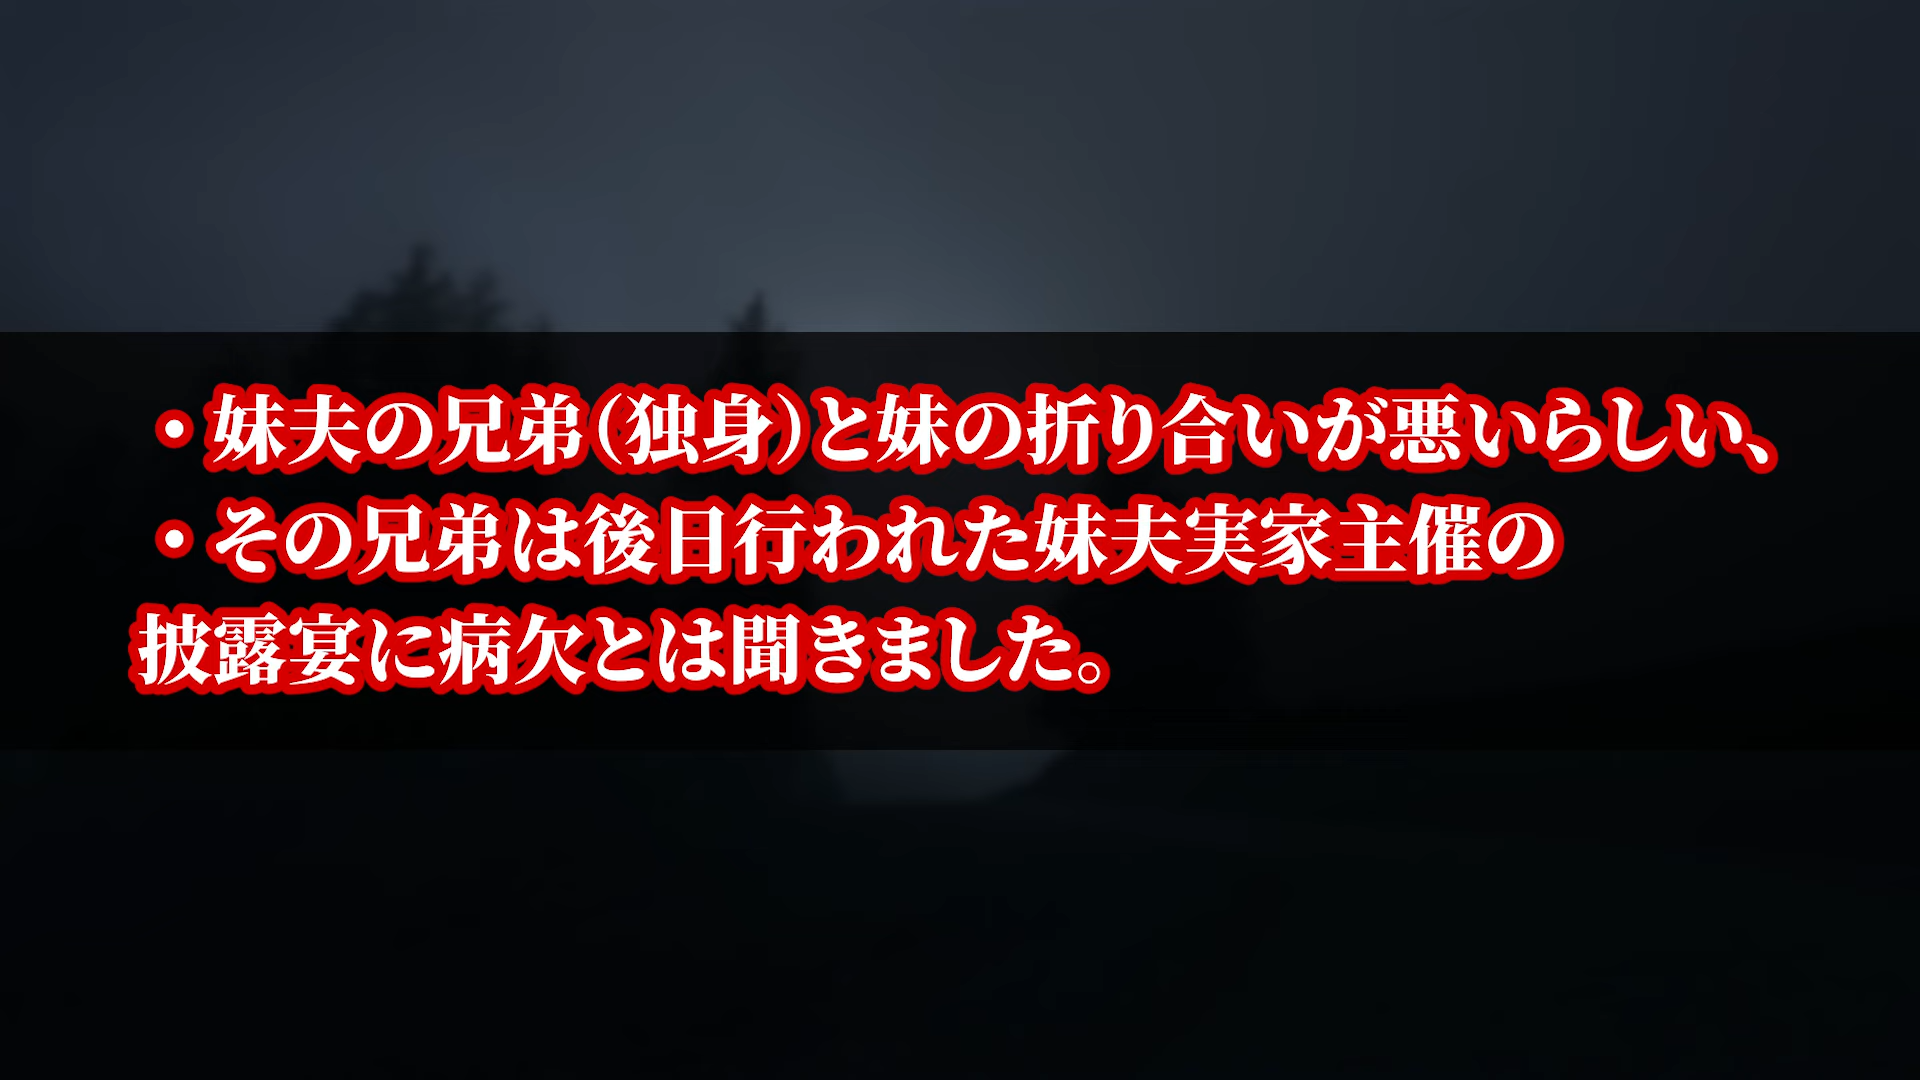 ・妹夫の兄弟（独身）と妹の折り合いが悪いらしい、
・その兄弟は後日行われた妹夫実家主催の
披露宴に病欠とは聞きました。